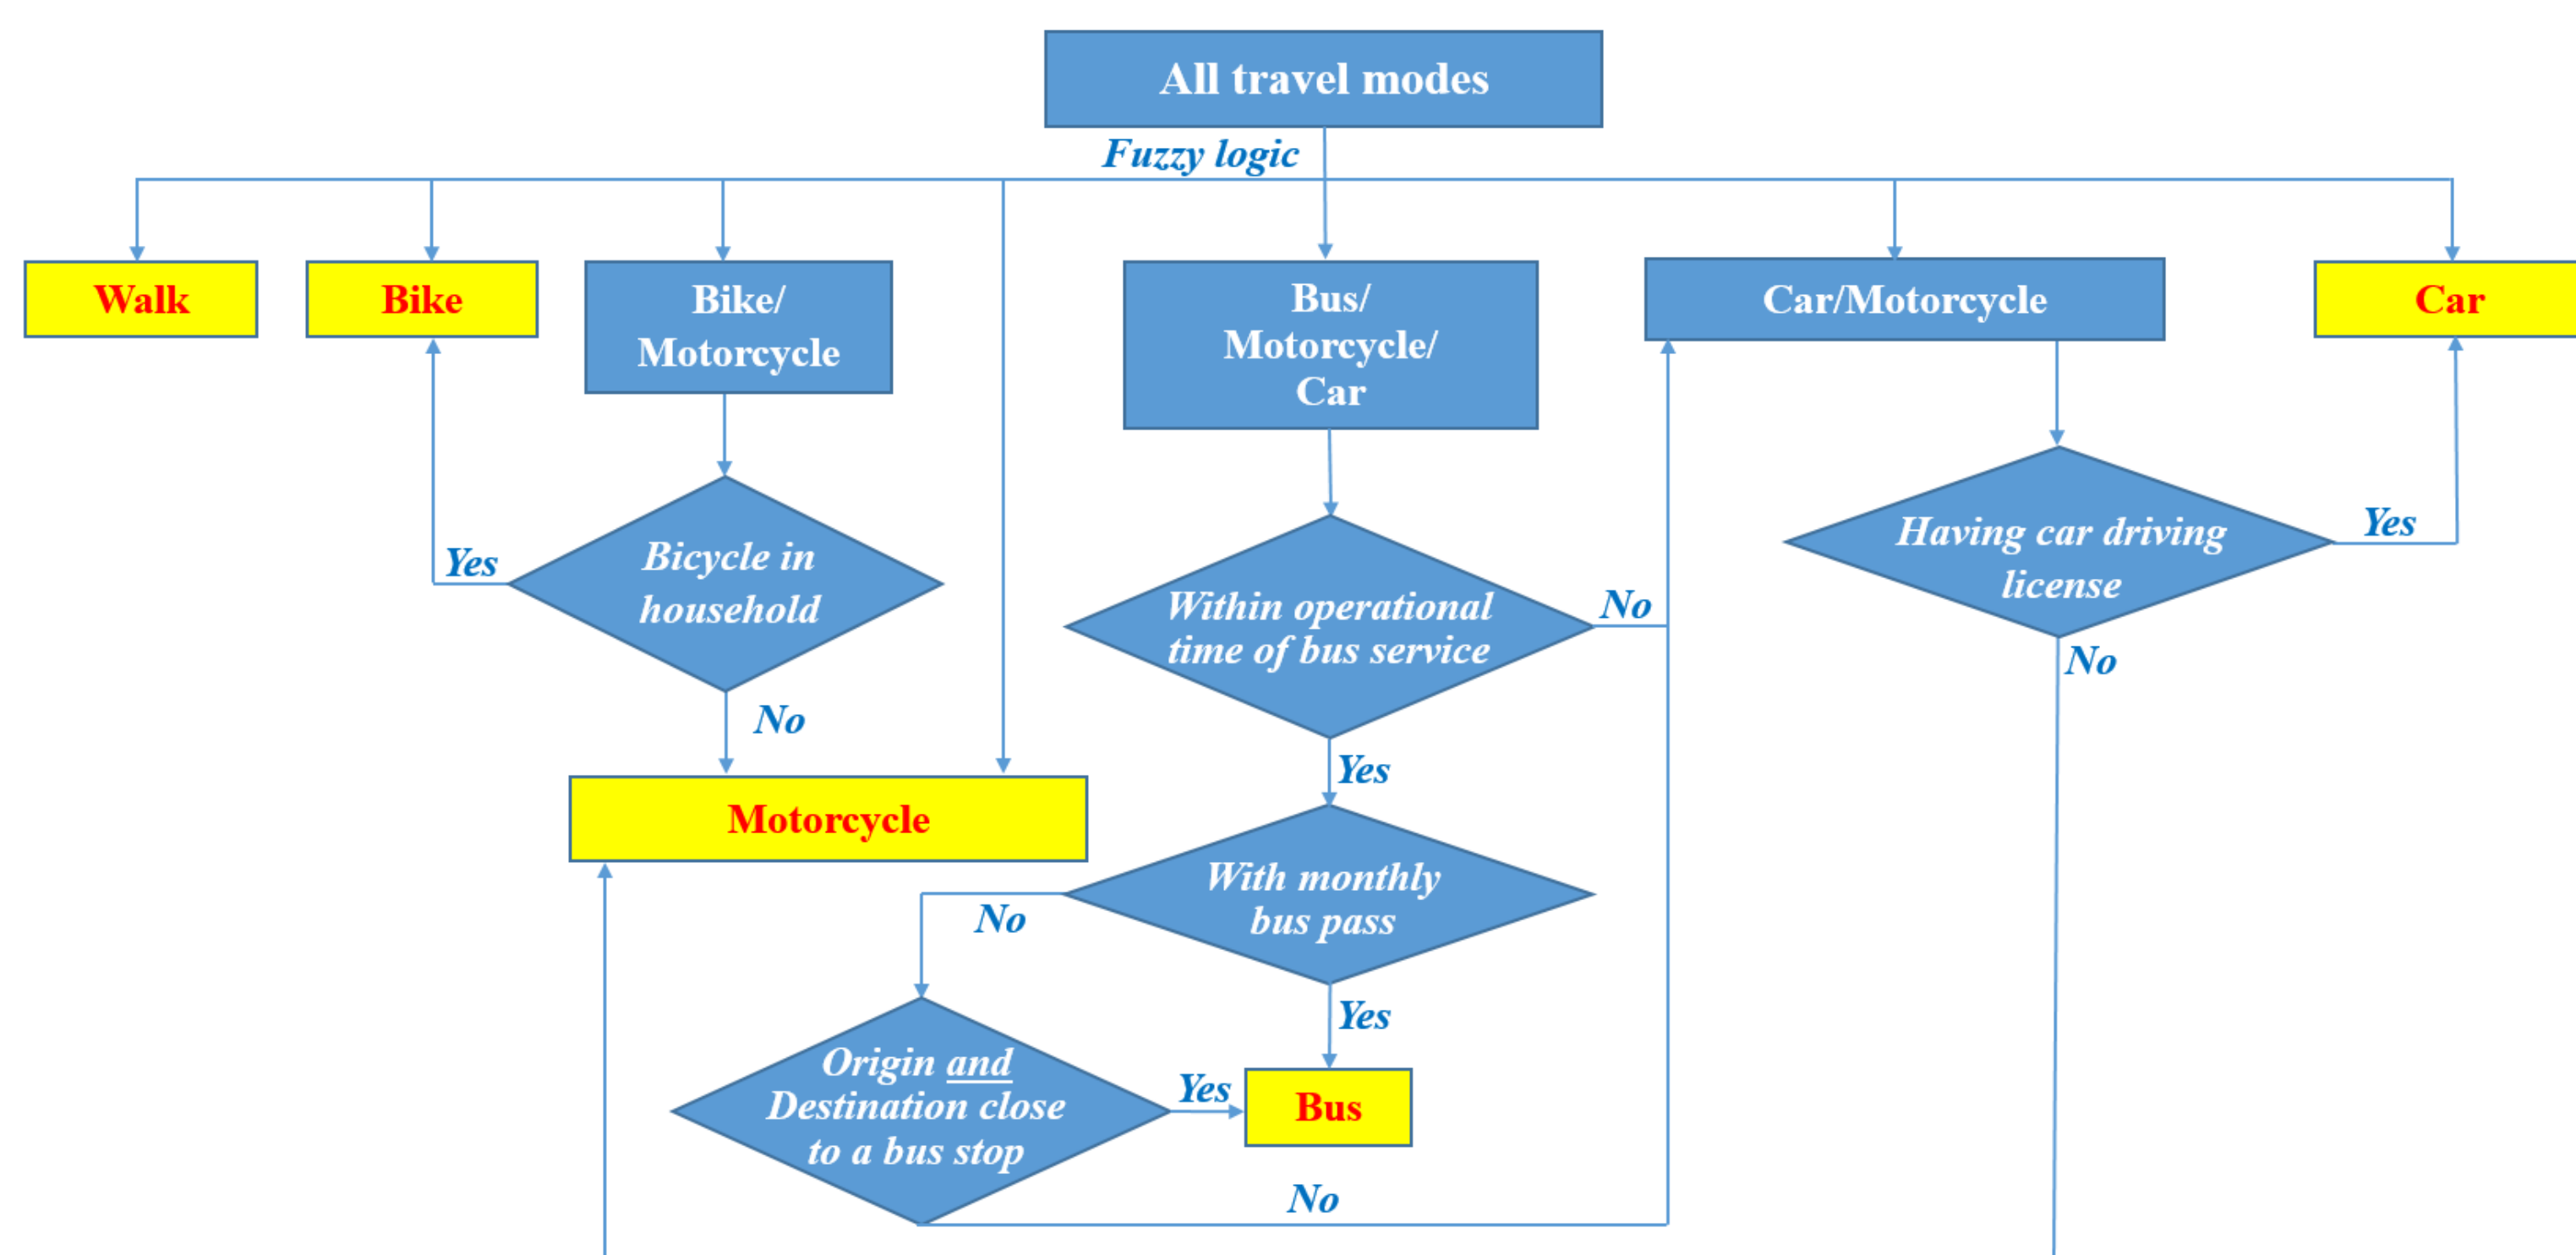 All travel modes
Fuzzy logic
Walk
Bike
Bike/
Motorcycle
Bus/
Motorcycle/
Car
Car/Motorcycle
Car
Bicycle in
household
Yes
No
Within operational
time of bus service
No
Yes
Having car driving
license
Yes
No
Motorcycle
With monthly
bus pass
No
Yes
Origin and
Destination close
to a bus stop
Yes
Bus
No